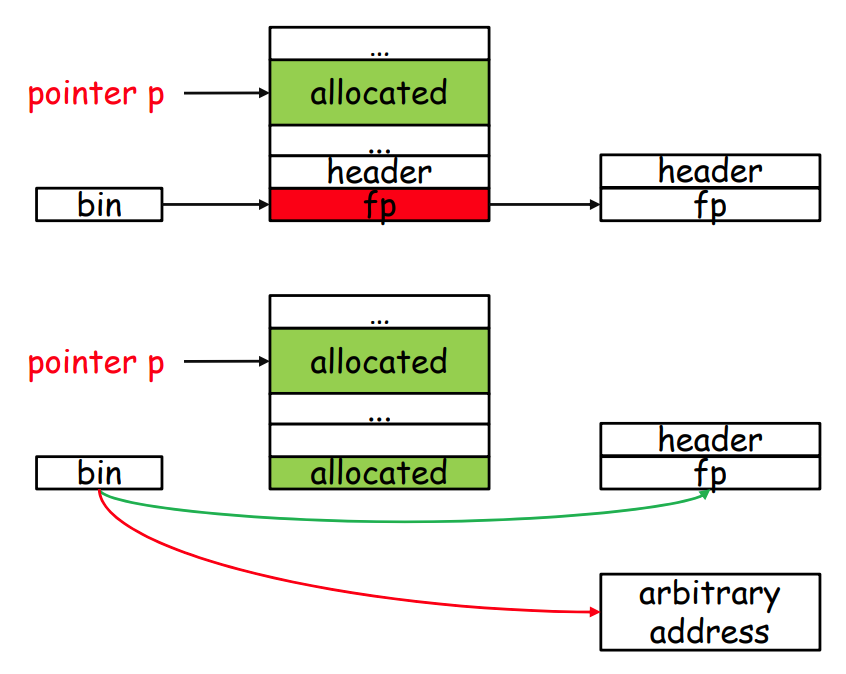 ...
pointer p
allocated
...
header
header
bin
fp
fp
...
pointer p
allocated
...
header
bin
allocated
fp
arbitrary
address